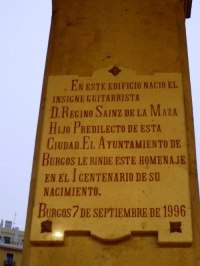 En este edificio nacio el
insigne guitarrista
D. Regino Sainz de la Maza
Hijo Predilecto de esta
Ciudad. El Ayuntamiento de
Burgos le rinde este homenaje
en el I centenario de su
nacimiento.
Burgos 7 de septiembre de 1996